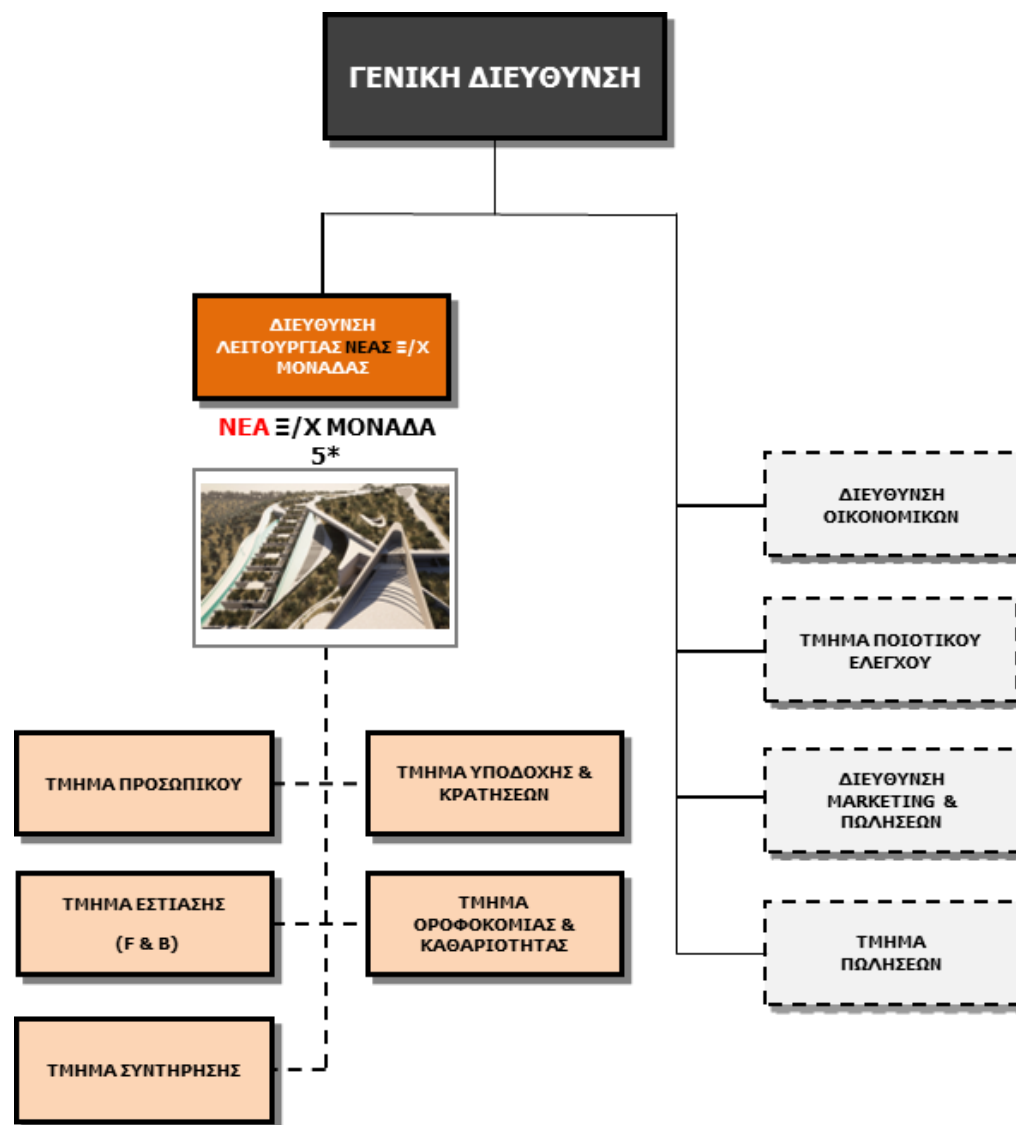 ΓΕΝΙΚΗ ΔΙΕΥΘΥΝΣΗ
ΔΙΕΥΘΥΝΣΗ
ΛΕΙΤΟΥΡΓΙΑΣ ΝΕΑΣ Ξ/Χ
ΜΟΝΑΔΑΣ
ΝΕΑ Ξ/Χ ΜΟΝΑΔΑ
5*
ΤΜΗΜΑ ΠΡΟΣΩΠΙΚΟΥ
ΤΜΗΜΑ ΥΠΟΔΟΧΗΣ &
ΚΡΑΤΗΣΕΩΝ
ΤΜΗΜΑ ΕΣΤΙΑΣΗΣ
(F & B)
ΤΜΗΜΑ
ΟΡΟΦΟΚΟΜΙΑΣ &
ΚΑΘΑΡΙΟΤΗΤΑΣ
ΤΜΗΜΑ ΣΥΝΤΗΡΗΣΗΣ
ΔΙΕΥΘΥΝΣΗ
ΟΙΚΟΝΟΜΙΚΩΝ
ΤΜΗΜΑ ΠΟΙΟΤΙΚΟΥ
ΕΛΕΓΧΟΥ
ΔΙΕΥΘΥΝΣΗ
MARKETING &
ΠΩΛΗΣΕΩΝ
ΤΜΗΜΑ
ΠΩΛΗΣΕΩΝ